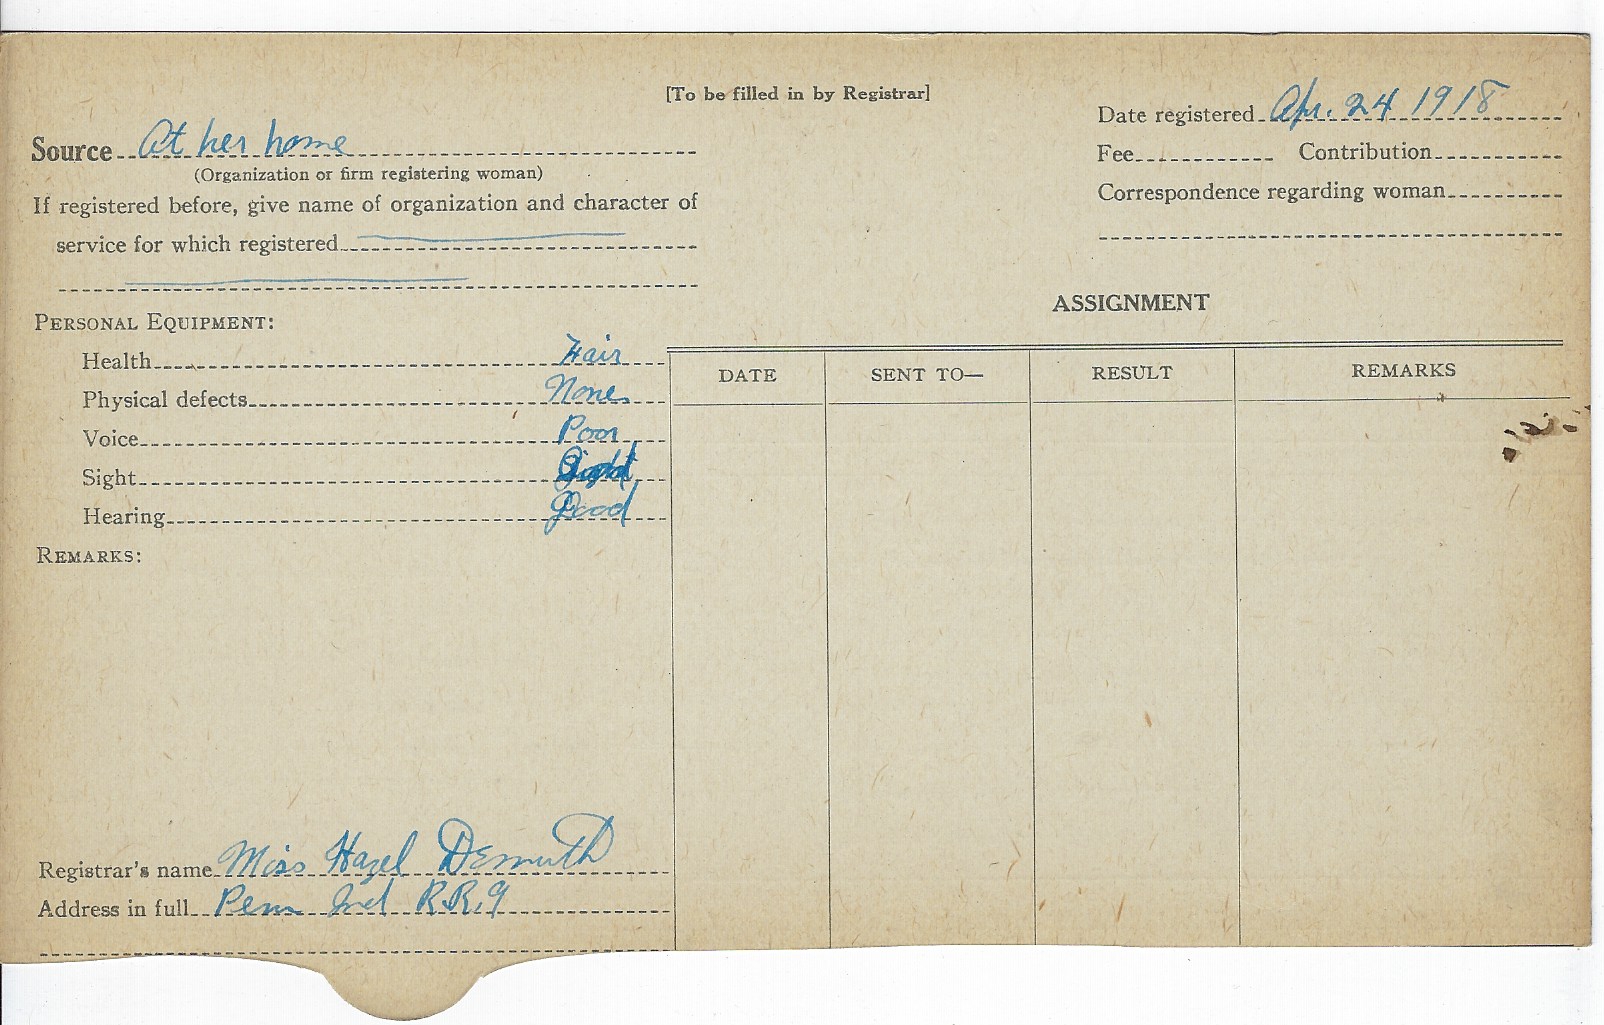 [To be filled in by Registrar]
Date registered Apr. 24 1918
Source At her home
(Organization or firm registering woman)
Fee Contribution
If registered before, give name of organization and character of
service for which registered
Correspondence regarding woman
ASSIGNMENT
PERSONAL EQUIPMENT:
Health Fair
Physical defects None
Voice Poor
Sight
Hearing Good
DATE SENT TO— RESULT REMARKS
REMARKS:
Registrar's name Miss Hazel Demuth
Address in full Ind R.R. 9